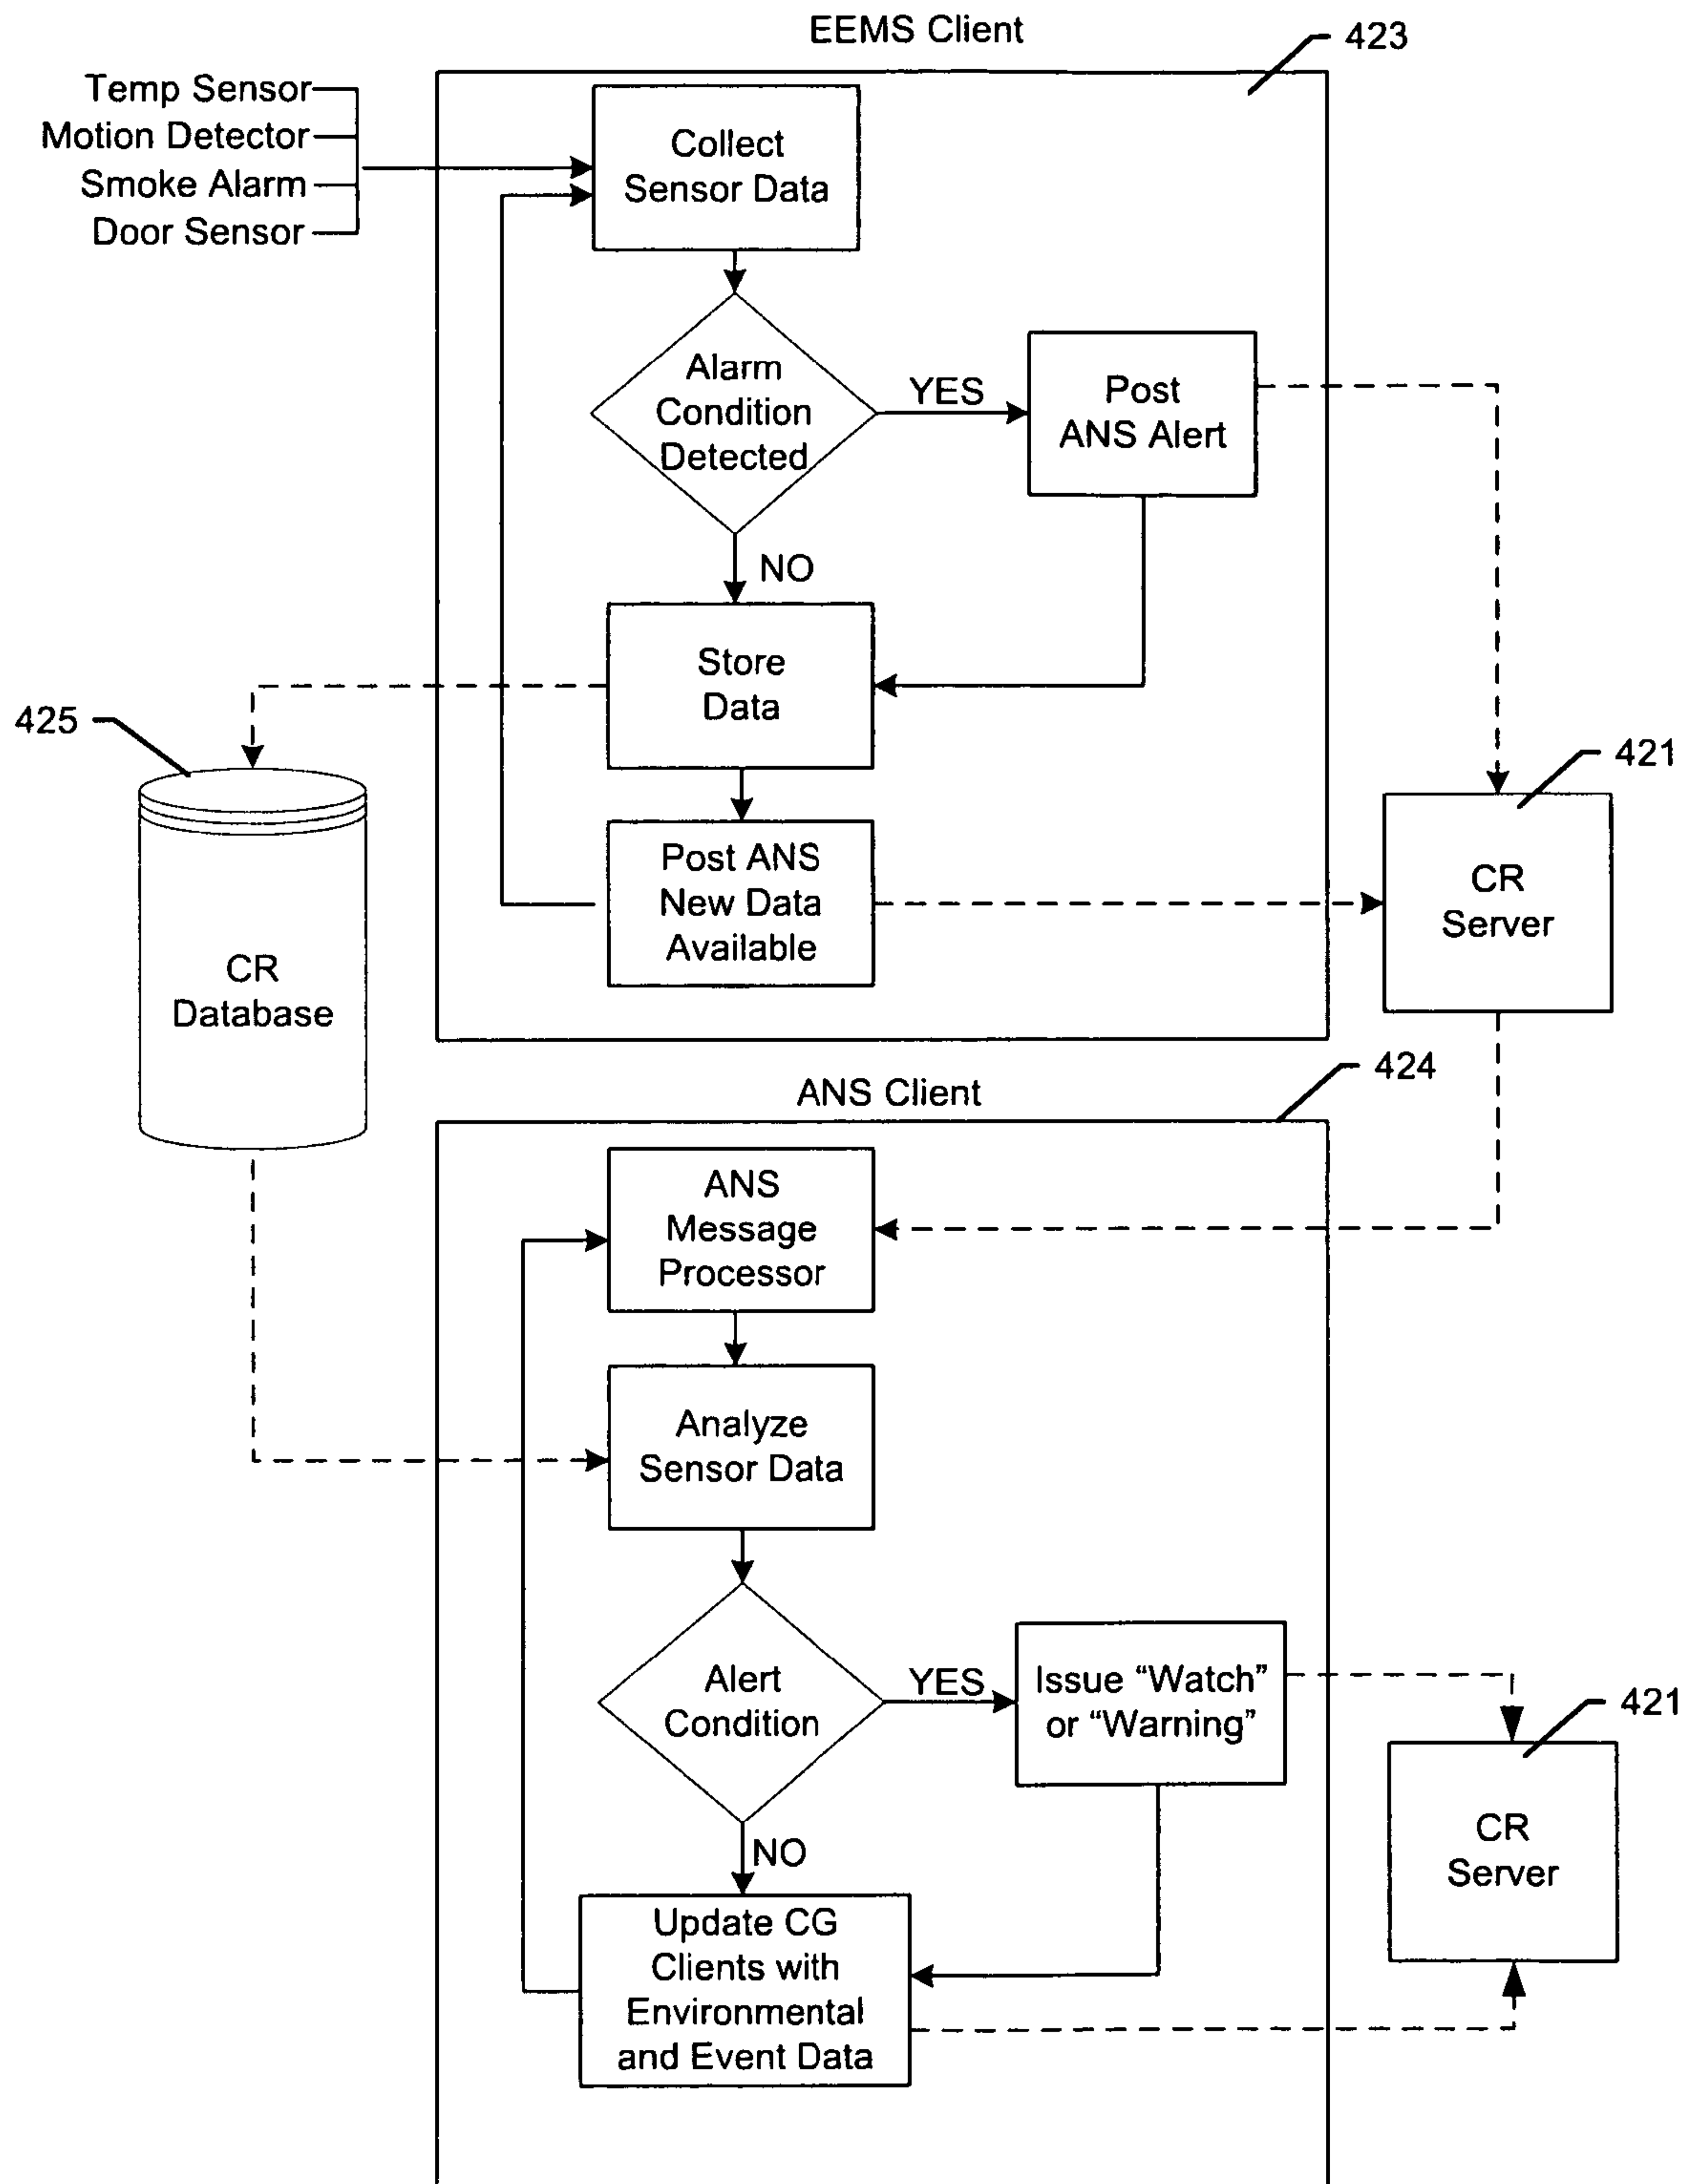 EEMS Client
423
Temp Sensor
Motion Detector
Smoke Alarm
Door Sensor
Collect
Sensor Data
Alarm
Condition
Detected
YES
Post
ANS Alert
NO
Store
Data
425
421
Post ANS
New Data
Available
CR
Server
CR
Database
424
ANS Client
ANS
Message
Processor
Analyze
Sensor Data
Alert
Condition
YES
Issue “Watch”
or “Warning”
421
CR
Server
NO
Update CG
Clients with
Environmental
and Event Data